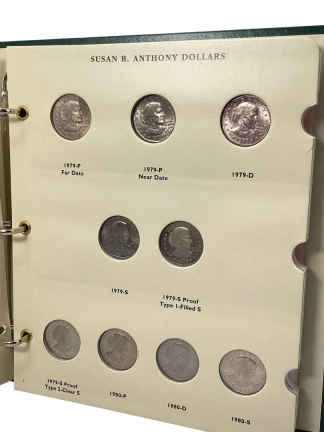 SUSAN B. ANTHONY DOLLARS
1979-P
Far Date
1979-P
Near Date
1979-D
1979-S
1979-S Proof
Type 1-Filled S
1979-S Proof
Type 2-Clear S
1980-P
1980-D
1980-S